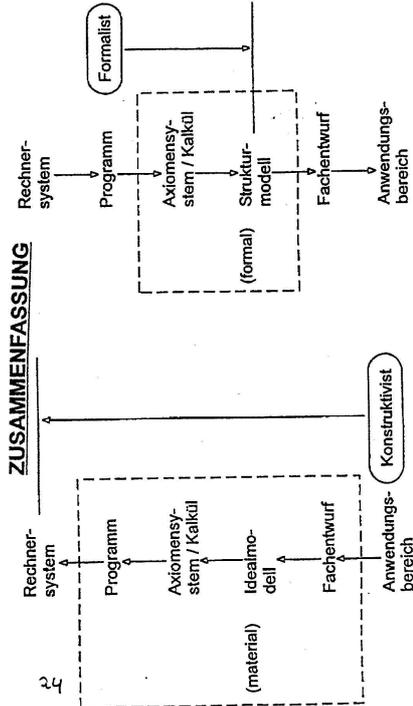 24
ZUSAMMENFASSUNG
Rechner-
system
Programm
Axiomensy-
stem / Kalkül
(material)
Idealmo-
dell
Fachentwurf
Anwendungs-
bereich
Konstruktivist
Rechner-
system
Programm
Axiomensy-
stem / Kalkül
(formal)
Struktur-
modell
Fachentwurf
Anwendungs-
bereich
Formalist